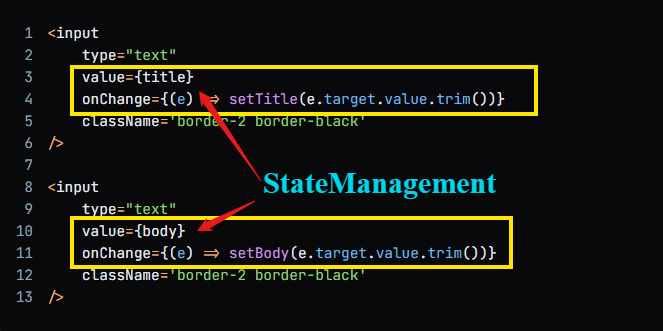 1 <input
2 type="text"
3 value={title}
4 onChange={(e) => setTitle(e.target.value.trim())}
5 className='border-2 border-black'
6 />
7
8 <input
StateManagement
9 type="text"
10 value={body}
11 onChange={(e) => setBody(e.target.value.trim())}
12 className='border-2 border-black'
13 />